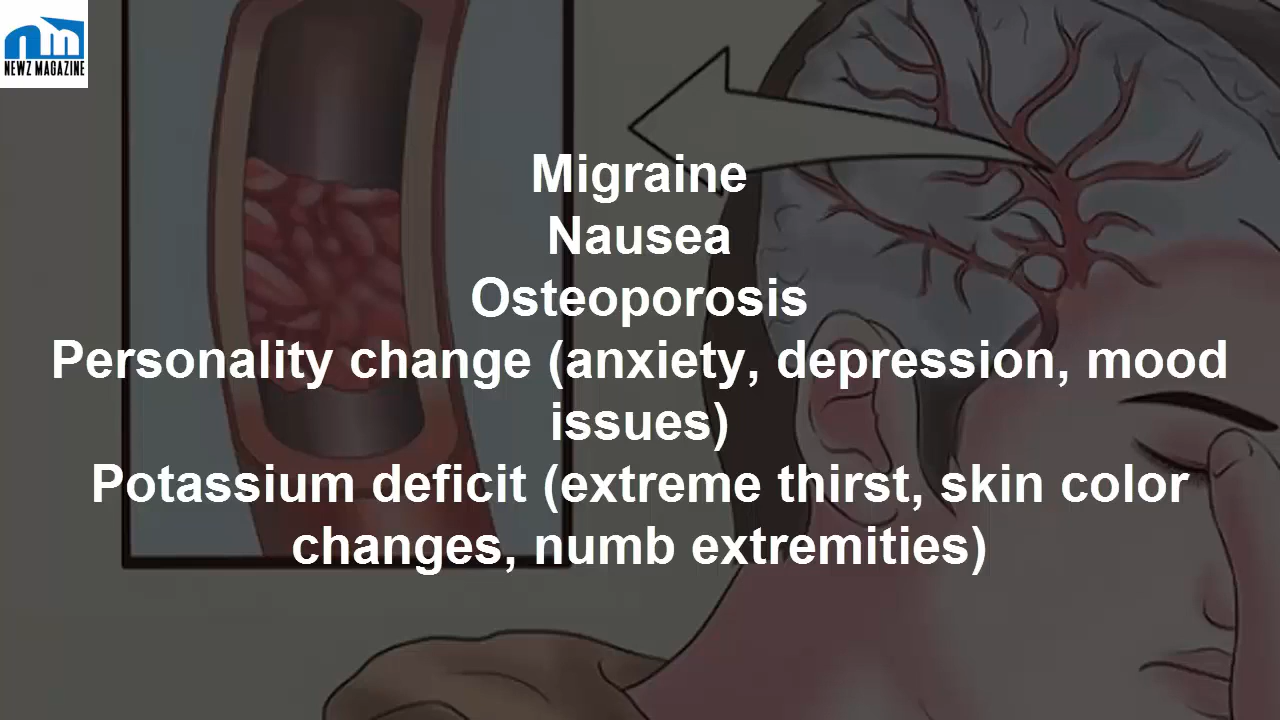 nm
NEWZ MAGAZINE
Migraine
Nausea
Osteoporosis
Personality change (anxiety, depression, mood
issues)
Potassium deficit (extreme thirst, skin color
changes, numb extremities)